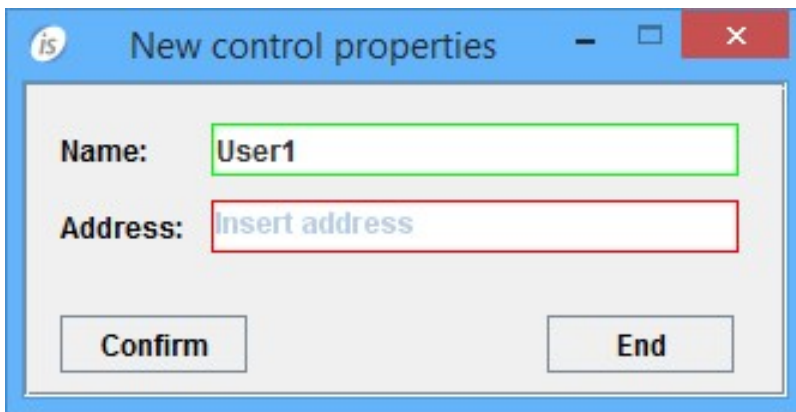 is New control properties
Name: User1
Address: Insert address
Confirm End